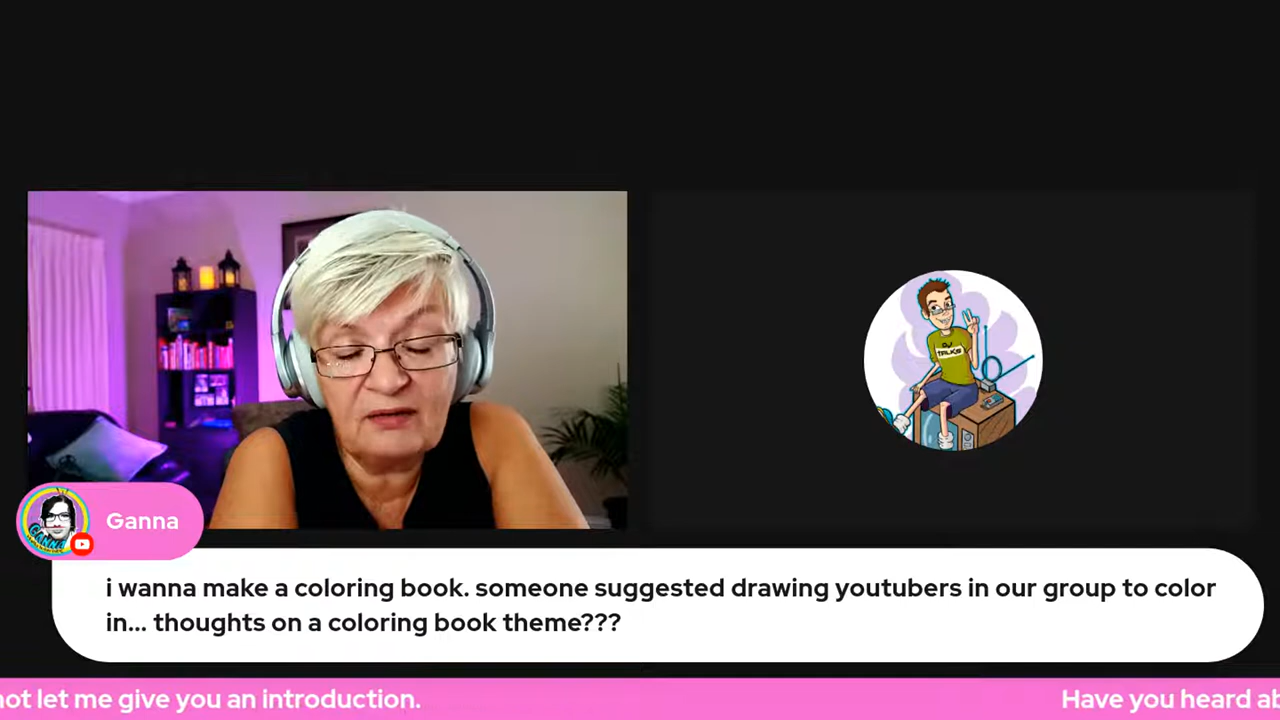 TALKS
Ganna
i wanna make a coloring book. someone suggested drawing youtubers in our group to color
in... thoughts on a coloring book theme???
not let me give you an introduction.
Have you heard ab